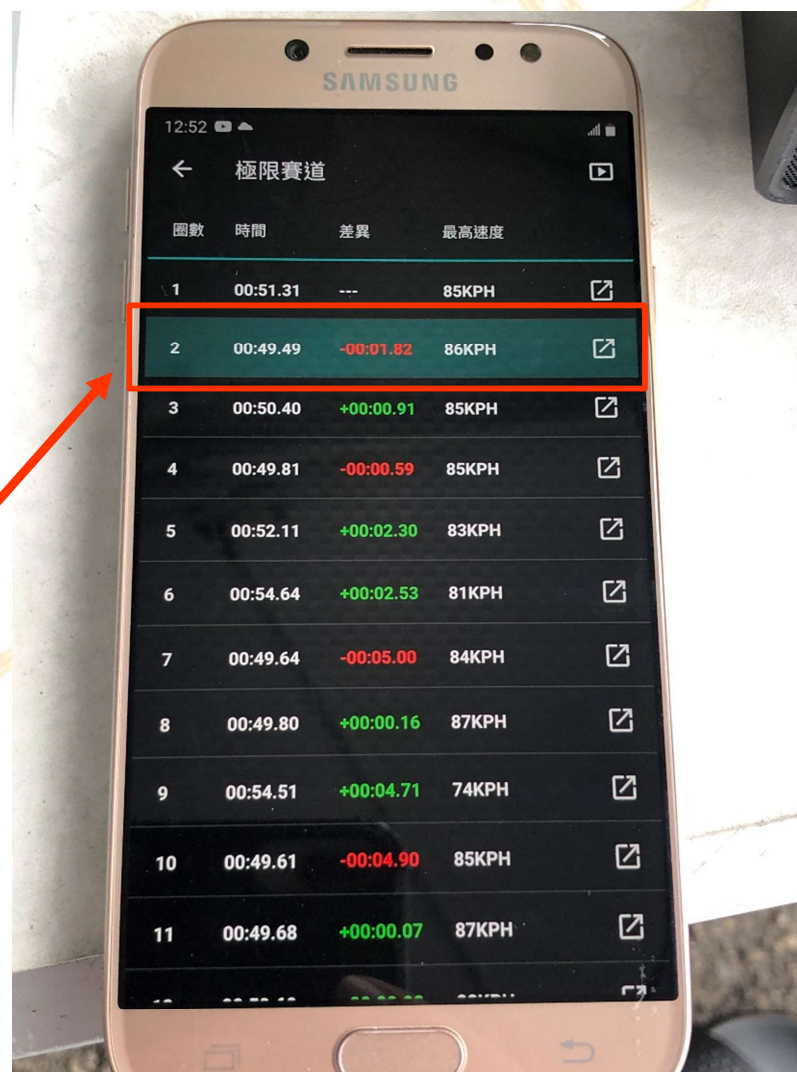 SAMSUNG
12:52
極限賽道
圈數 時間 差異 最高速度
1 00:51.31 --- 85KPH
2 00:49.49 -00:01.82 86KPH
3 00:50.40 +00:00.91 85KPH
4 00:49.81 -00:00.59 85KPH
5 00:52.11 +00:02.30 83KPH
6 00:54.64 +00:02.53 81KPH
7 00:49.64 -00:05.00 84KPH
8 00:49.80 +00:00.16 87KPH
9 00:54.51 +00:04.71 74KPH
10 00:49.61 -00:04.90 85KPH
11 00:49.68 +00:00.07 87KPH